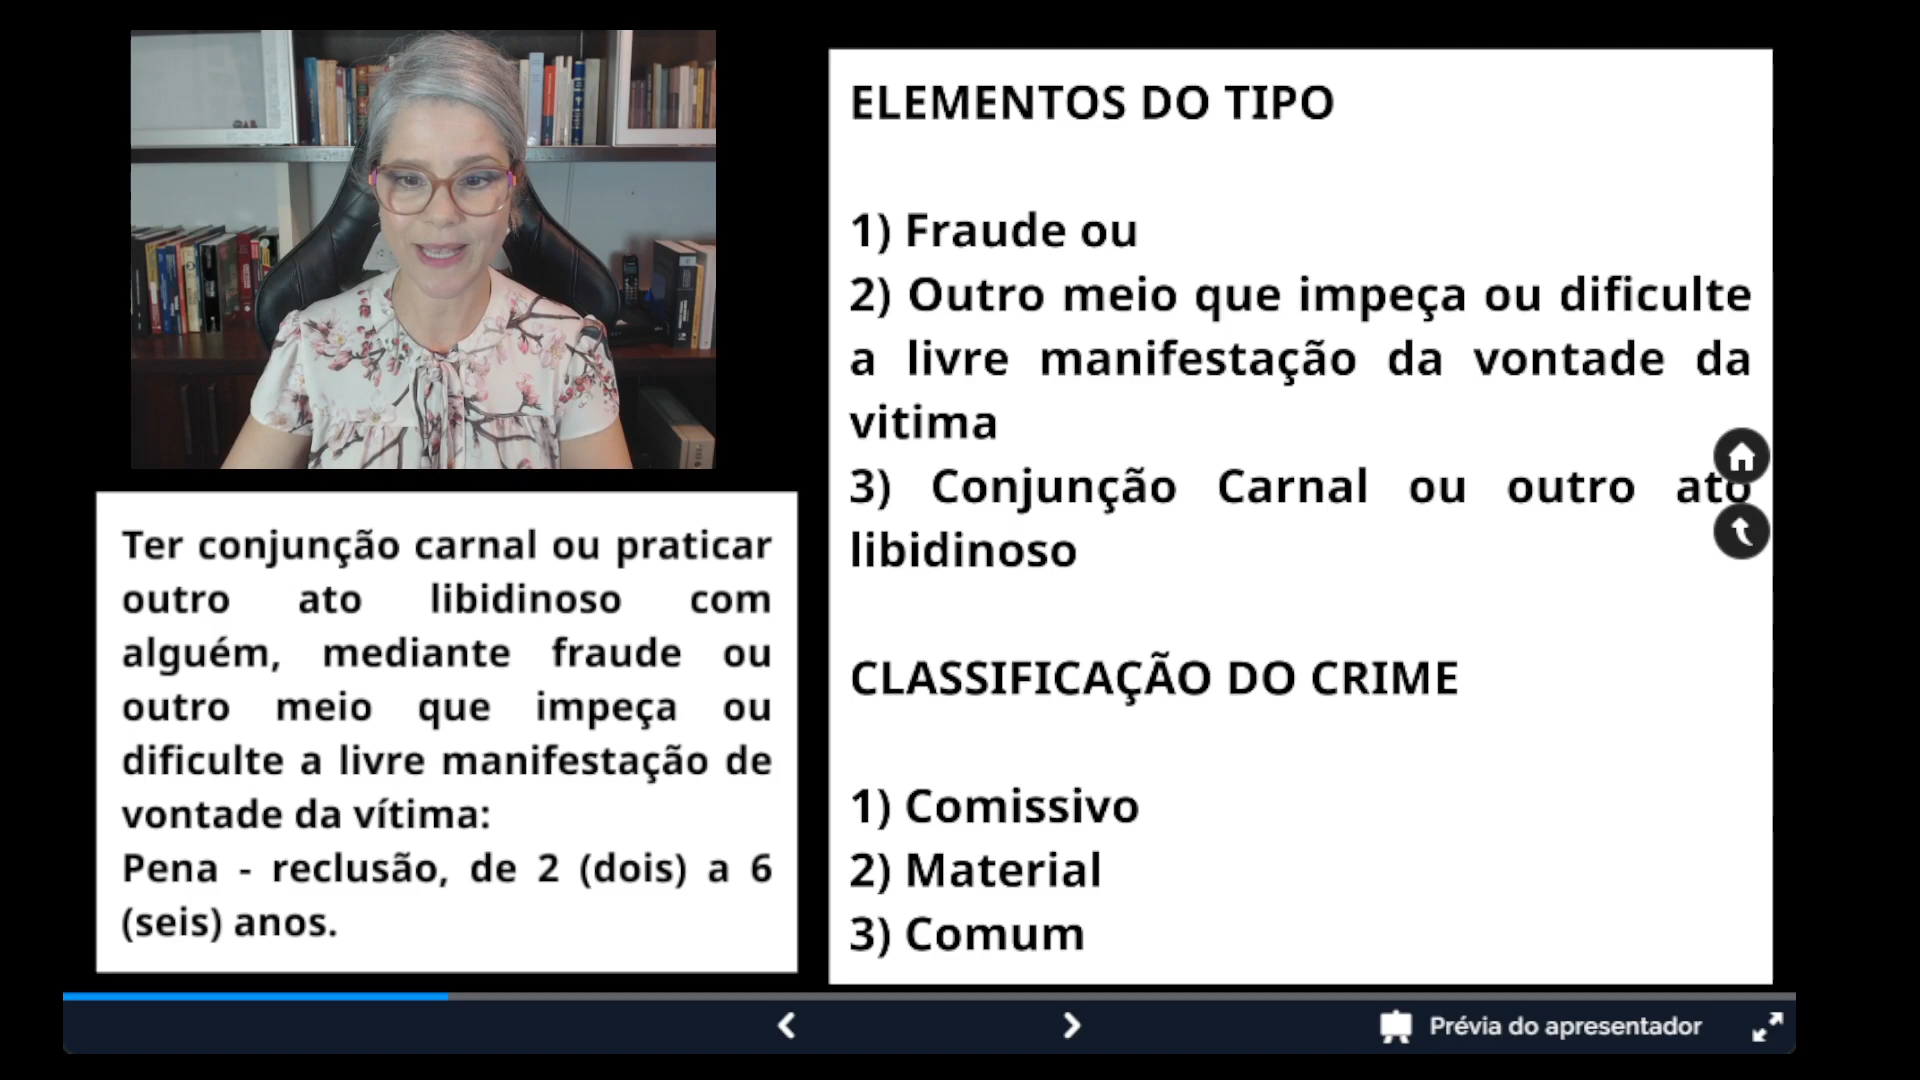 Ter conjunção carnal ou praticar
outro ato libidinoso com
alguém, mediante fraude ou
outro meio que impeça ou
dificulte a livre manifestação de
vontade da vítima:
Pena - reclusão, de 2 (dois) a 6
(seis) anos.
ELEMENTOS DO TIPO
1) Fraude ou
2) Outro meio que impeça ou dificulte
a livre manifestação da vontade da
vitima
3) Conjunção Carnal ou outro ato
libidinoso
CLASSIFICAÇÃO DO CRIME
1) Comissivo
2) Material
3) Comum
Prévia do apresentador